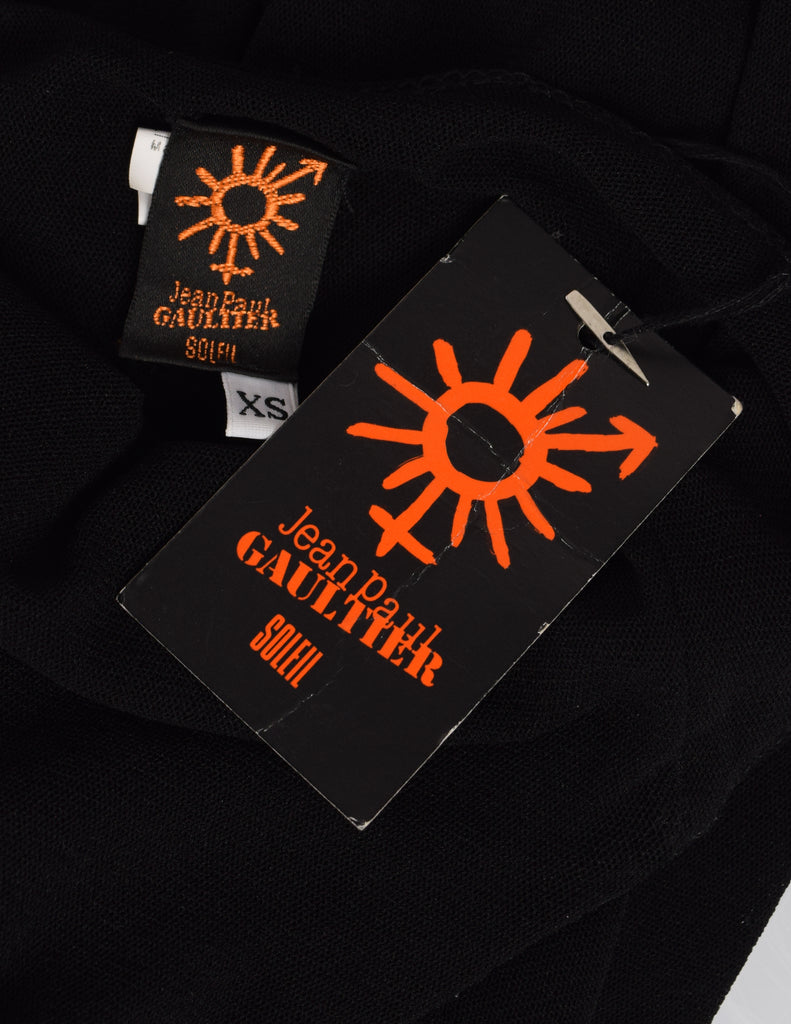 Jean Paul
GAULTIER
SOLEIL
XS
Jean Paul
GAULTIER
SOLEIL